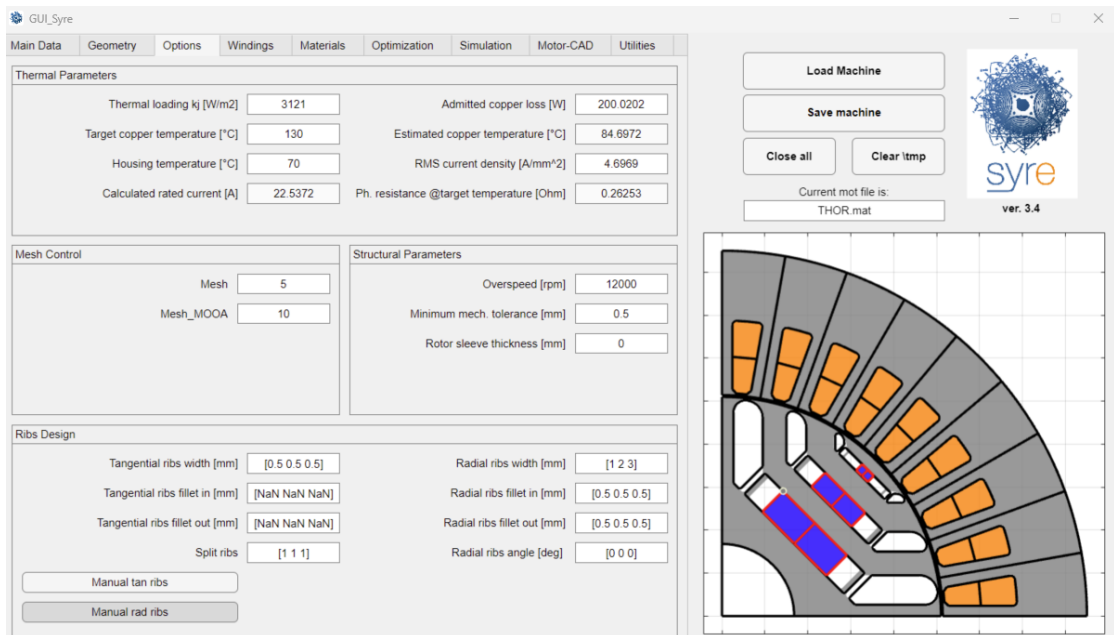 GUI_Syre
Main Data Geometry Options Windings Materials Optimization Simulation Motor-CAD Utilities
Thermal Parameters
Thermal loading kj [W/m2] 3121 Admitted copper loss [W] 200.0202
Target copper temperature [°C] 130 Estimated copper temperature [°C] 84.6972
Housing temperature [°C] 70 RMS current density [A/mm^2] 4.6969
Calculated rated current [A] 22.5372 Ph. resistance @target temperature [Ohm] 0.26253
Mesh Control
Mesh 5
Mesh_MOOA 10
Structural Parameters
Overspeed [rpm] 12000
Minimum mech. tolerance [mm] 0.5
Rotor sleeve thickness [mm] 0
Ribs Design
Tangential ribs width [mm] [0.5 0.5 0.5] Radial ribs width [mm] [1 2 3]
Tangential ribs fillet in [mm] [NaN NaN NaN] Radial ribs fillet in [mm] [0.5 0.5 0.5]
Tangential ribs fillet out [mm] [NaN NaN NaN] Radial ribs fillet out [mm] [0.5 0.5 0.5]
Split ribs [1 1 1] Radial ribs angle [deg] [0 0 0]
Manual tan ribs
Manual rad ribs
Load Machine
Save machine
Close all Clear \tmp
Current mot file is:
THOR.mat
syre
ver. 3.4